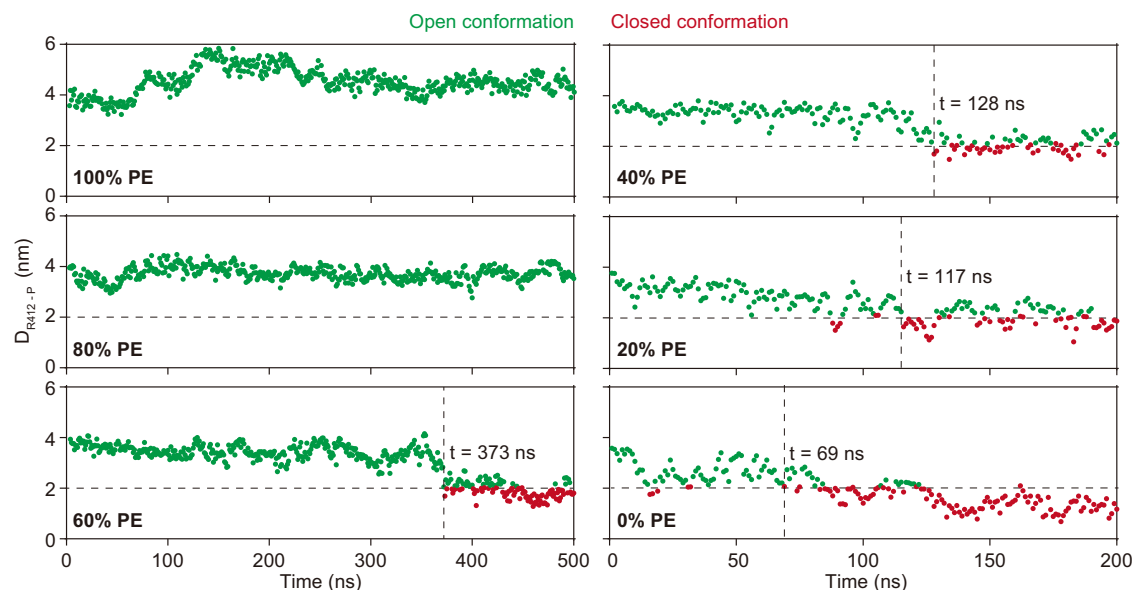 Open conformation
Closed conformation
6
4
2
0
100% PE
6
4
2
0
80% PE
6
4
2
0
60% PE
t = 373 ns
0
100
200
300
400
500
Time (ns)
D_R412 - P (nm)
t = 128 ns
40% PE
t = 117 ns
20% PE
t = 69 ns
0% PE
0
50
100
150
200
Time (ns)